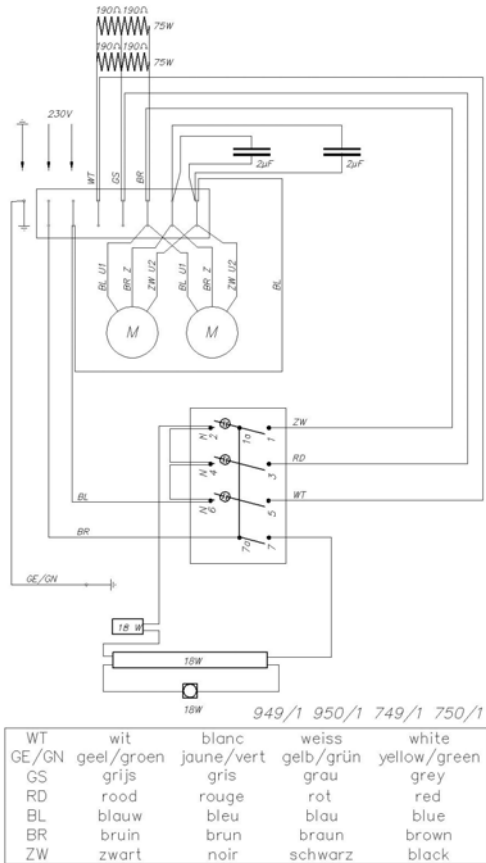 190Ω 190Ω
75W
190Ω 190Ω
75W
230V
2µF 2µF
WT GS BR
BL U1 BR Z ZW U2 BL U1 BR Z ZW U2 BL
M M
N 2 1a 1 ZW
N 4 3 RD
N 6 5 WT
BL
7a 7
BR
GE/GN
18 W
18W
18W
949/1 950/1 749/1 750/1
WT wit blanc weiss white
GE/GN geel/groen jaune/vert gelb/grün yellow/green
GS grijs gris grau grey
RD rood rouge rot red
BL blauw bleu blau blue
BR bruin brun braun brown
ZW zwart noir schwarz black